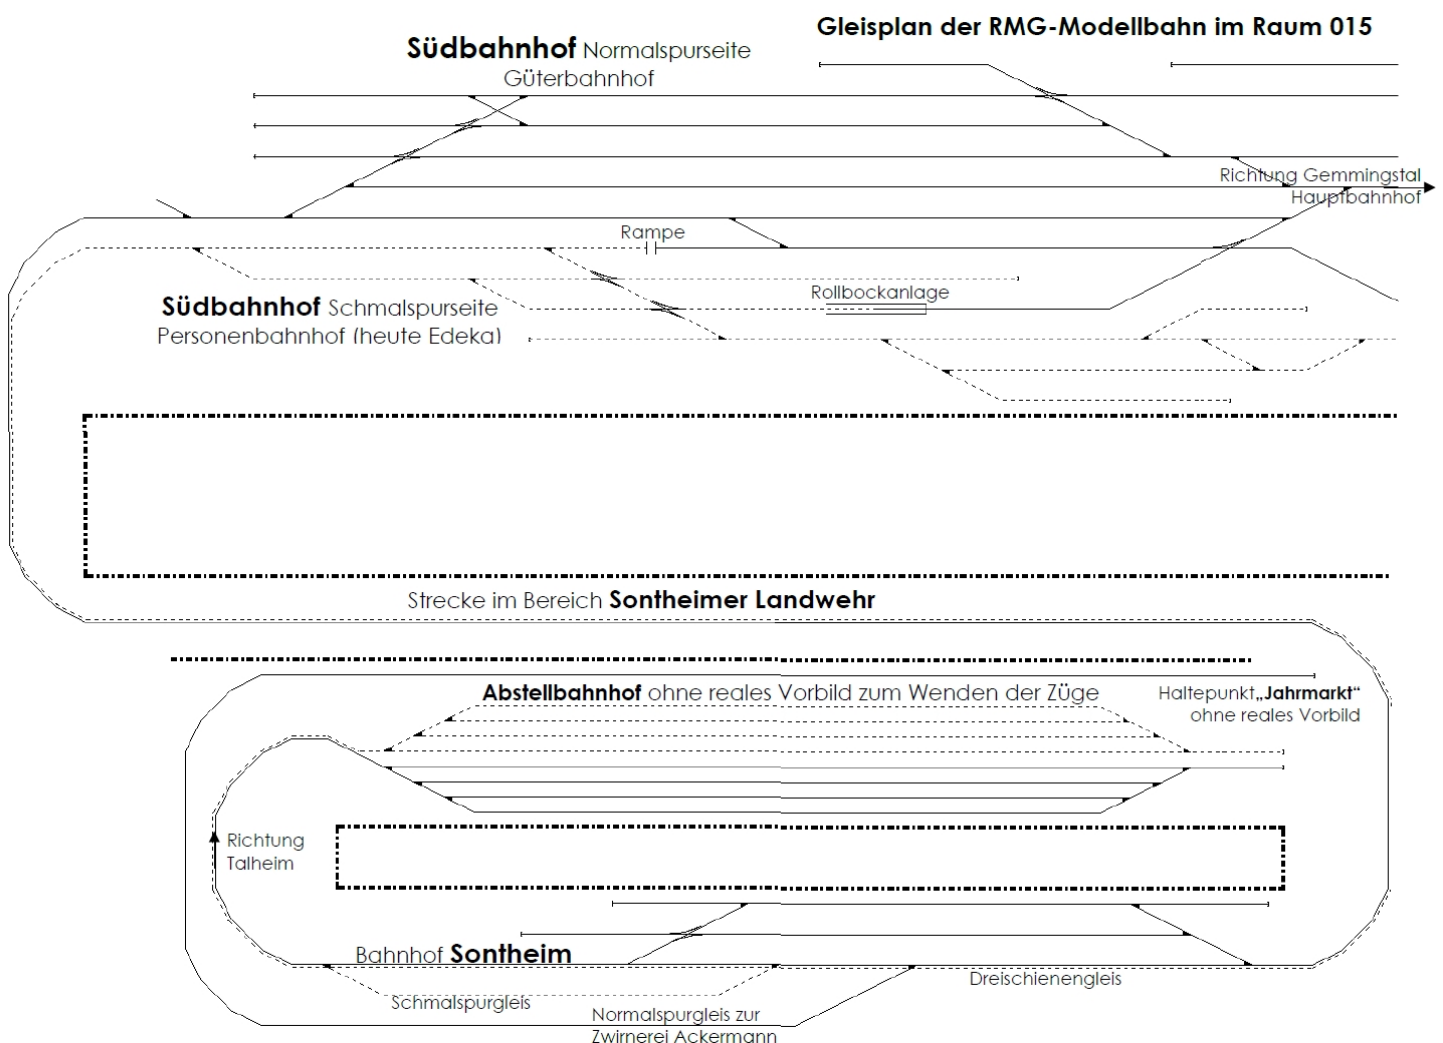 Gleisplan der RMG-Modellbahn im Raum 015
Südbahnhof Normalspurseite
Güterbahnhof
Richtung Gemmingstal
Hauptbahnhof
Rampe
Rollbockanlage
Südbahnhof Schmalspurseite
Personenbahnhof (heute Edeka)
Strecke im Bereich Sontheimer Landwehr
Abstellbahnhof ohne reales Vorbild zum Wenden der Züge
Haltepunkt „Jahrmarkt“
ohne reales Vorbild
Richtung
Talheim
Bahnhof Sontheim
Dreischienengleis
Schmalspurgleis
Normalspurgleis zur
Zwirnerei Ackermann